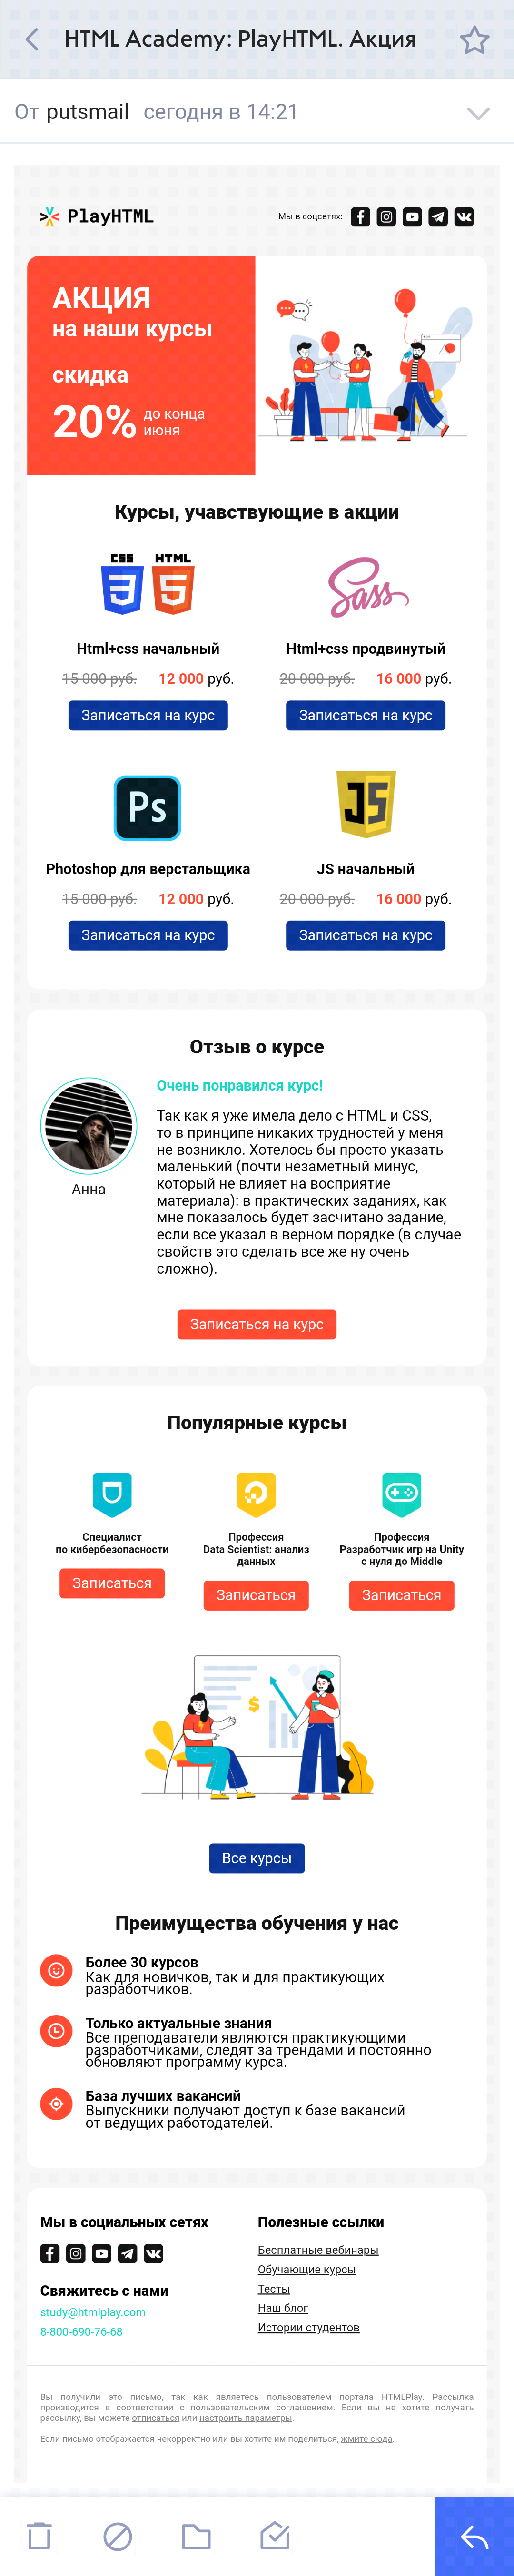 HTML Academy: PlayHTML. Акция
От putsmail сегодня в 14:21
PlayHTML
Мы в соцсетях:
АКЦИЯ
на наши курсы
скидка
20% до конца
июня
Курсы, учавствующие в акции
CSS HTML
Sass
Html+css начальный
15 000 руб. 12 000 руб.
Записаться на курс
Html+css продвинутый
20 000 руб. 16 000 руб.
Записаться на курс
Ps
JS
Photoshop для верстальщика
15 000 руб. 12 000 руб.
Записаться на курс
JS начальный
20 000 руб. 16 000 руб.
Записаться на курс
Отзыв о курсе
Анна
Очень понравился курс!
Так как я уже имела дело с HTML и CSS,
то в принципе никаких трудностей у меня
не возникло. Хотелось бы просто указать
маленький (почти незаметный минус,
который не влияет на восприятие
материала): в практических заданиях, как
мне показалось будет засчитано задание,
если все указал в верном порядке (в случае
свойств это сделать все же ну очень
сложно).
Записаться на курс
Популярные курсы
Специалист
по кибербезопасности
Записаться
Профессия
Data Scientist: анализ
данных
Записаться
Профессия
Разработчик игр на Unity
с нуля до Middle
Записаться
$
Все курсы
Преимущества обучения у нас
Более 30 курсов
Как для новичков, так и для практикующих
разработчиков.
Только актуальные знания
Все преподаватели являются практикующими
разработчиками, следят за трендами и постоянно
обновляют программу курса.
База лучших вакансий
Выпускники получают доступ к базе вакансий
от ведущих работодателей.
Мы в социальных сетях
Свяжитесь с нами
study@htmlplay.com
8-800-690-76-68
Полезные ссылки
Бесплатные вебинары
Обучающие курсы
Тесты
Наш блог
Истории студентов
Вы получили это письмо, так как являетесь пользователем портала HTMLPlay. Рассылка
производится в соответствии с пользовательским соглашением. Если вы не хотите получать
рассылку, вы можете отписаться или настроить параметры.
Если письмо отображается некорректно или вы хотите им поделиться, жмите сюда.